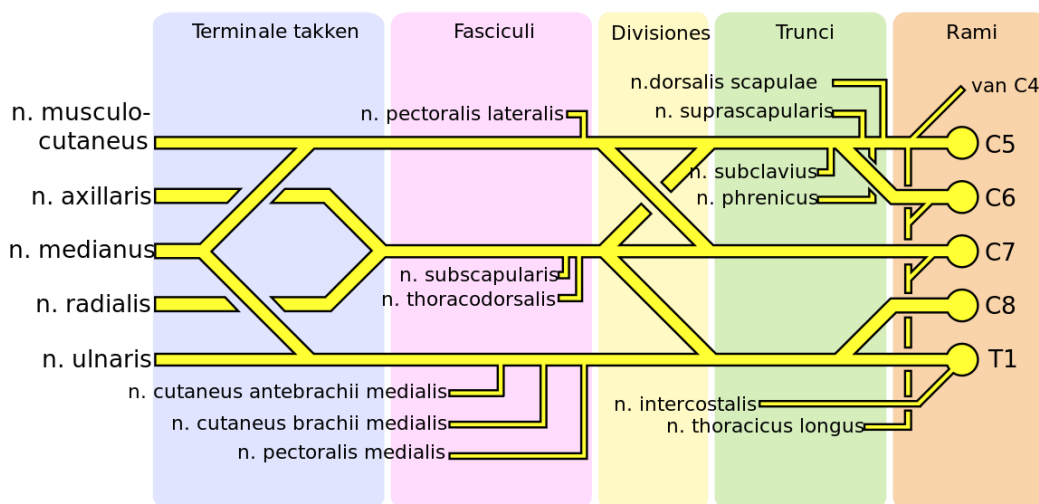 Terminale takken
Fasciculi
Divisiones
Trunci
Rami
n.dorsalis scapulae
van C4
n. musculo-
cutaneus
n. pectoralis lateralis
n. suprascapularis
C5
n. subclavius
n. axillaris
n. phrenicus
C6
n. medianus
C7
n. subscapularis
n. radialis
n. thoracodorsalis
C8
n. ulnaris
T1
n. cutaneus antebrachii medialis
n. intercostalis
n. cutaneus brachii medialis
n. thoracicus longus
n. pectoralis medialis